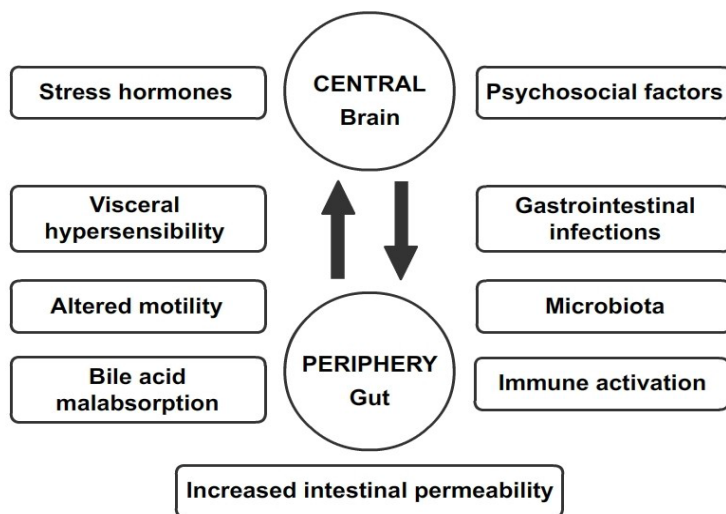 Stress hormones
CENTRAL
Brain
Psychosocial factors
Visceral
hypersensibility
Gastrointestinal
infections
Altered motility
Microbiota
Bile acid
malabsorption
PERIPHERY
Gut
Immune activation
Increased intestinal permeability